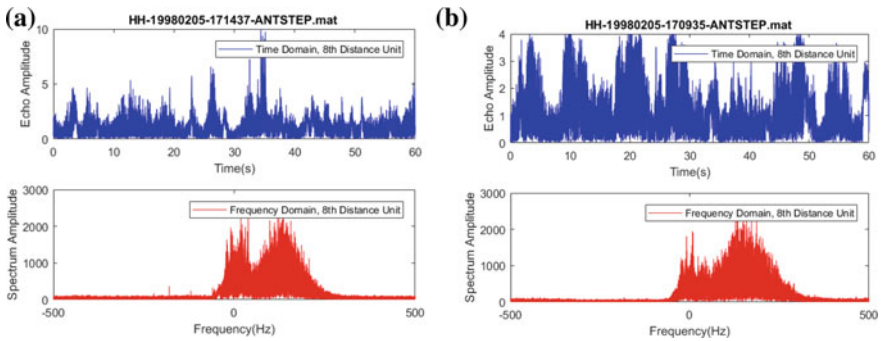 (a)
HH-19980205-171437-ANTSTEP.mat
Echo Amplitude
10
5
0
Time Domain, 8th Distance Unit
0 10 20 30 40 50 60
Time(s)
Spectrum Amplitude
3000
2000
1000
0
Frequency Domain, 8th Distance Unit
-500 0 500
Frequency(Hz)
(b)
HH-19980205-170935-ANTSTEP.mat
Echo Amplitude
4
3
2
1
0
Time Domain, 8th Distance Unit
0 10 20 30 40 50 60
Time(s)
Spectrum Amplitude
3000
2000
1000
0
Frequency Domain, 8th Distance Unit
-500 0 500
Frequency(Hz)